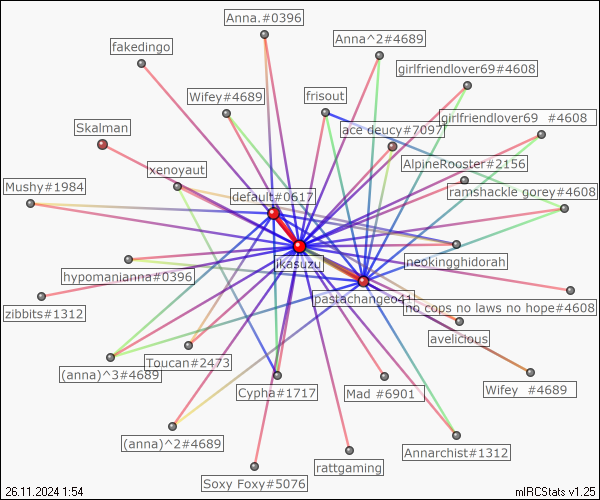 Anna.#0396
Anna^2#4689
fakedingo
girlfriendlover69#4608
Wifey#4689
frisout
girlfriendlover69 #4608
Skalman
ace deucy#7097
xenoyaut
AlpineRooster#2156
Mushy#1984
default#0617
ramshackle gorey#4608
jkasuzu
neokingghidorah
hypomanianna#0396
pastachangeo41
zibbits#1312
no cops no laws no hope#4608
avelicious
(anna)^3#4689
Toucan#2473
Cypha#1717
Mad #6901
Wifey #4689
(anna)^2#4689
Annarchist#1312
Soxy Foxy#5076
rattgaming
26.11.2024 1:54
mIRCStats v1.25